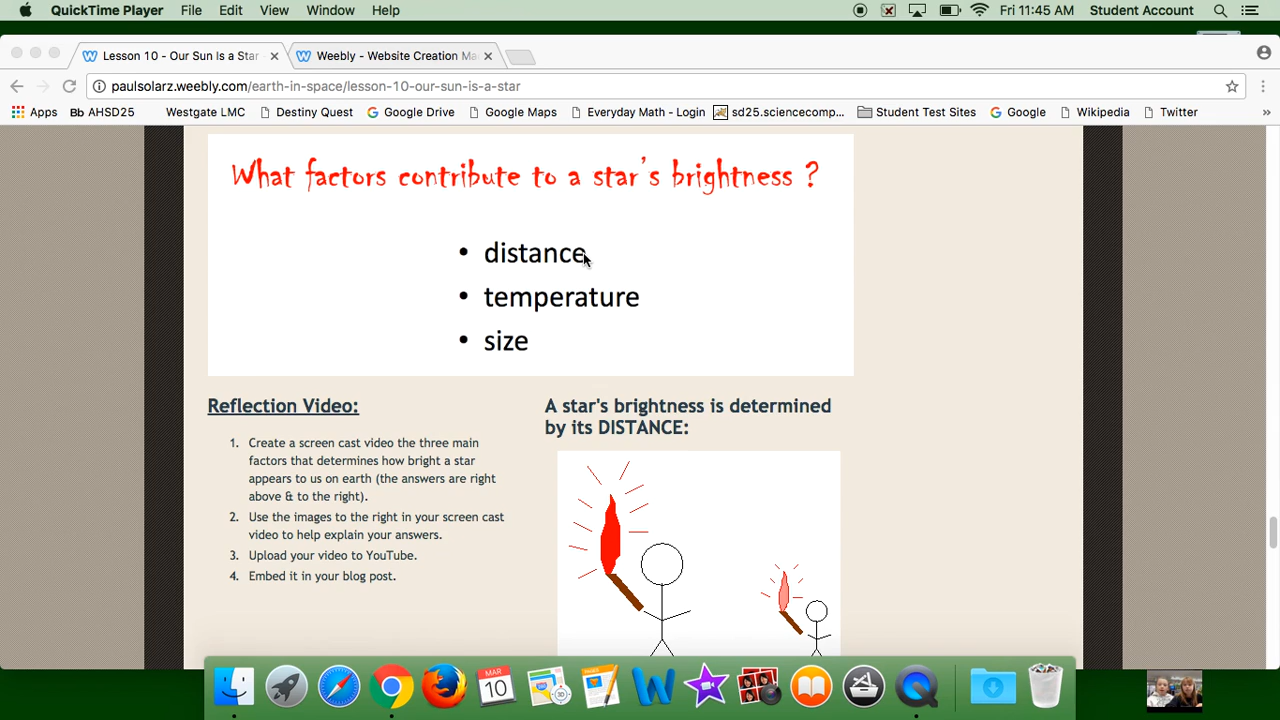 QuickTime Player File Edit View Window Help Fri 11:45 AM Student Account
Lesson 10 - Our Sun Is a Star Weebly - Website Creation Ma
paulsolarz.weebly.com/earth-in-space/lesson-10-our-sun-is-a-star
Apps Bb AHSD25 Westgate LMC Destiny Quest Google Drive Google Maps Everyday Math - Login sd25.sciencecomp... Student Test Sites Google Wikipedia Twitter »
What factors contribute to a star's brightness ?
• distance
• temperature
• size
Reflection Video:
1. Create a screen cast video the three main
factors that determines how bright a star
appears to us on earth (the answers are right
above & to the right).
2. Use the images to the right in your screen cast
video to help explain your answers.
3. Upload your video to YouTube.
4. Embed it in your blog post.
A star's brightness is determined
by its DISTANCE:
MAR
10